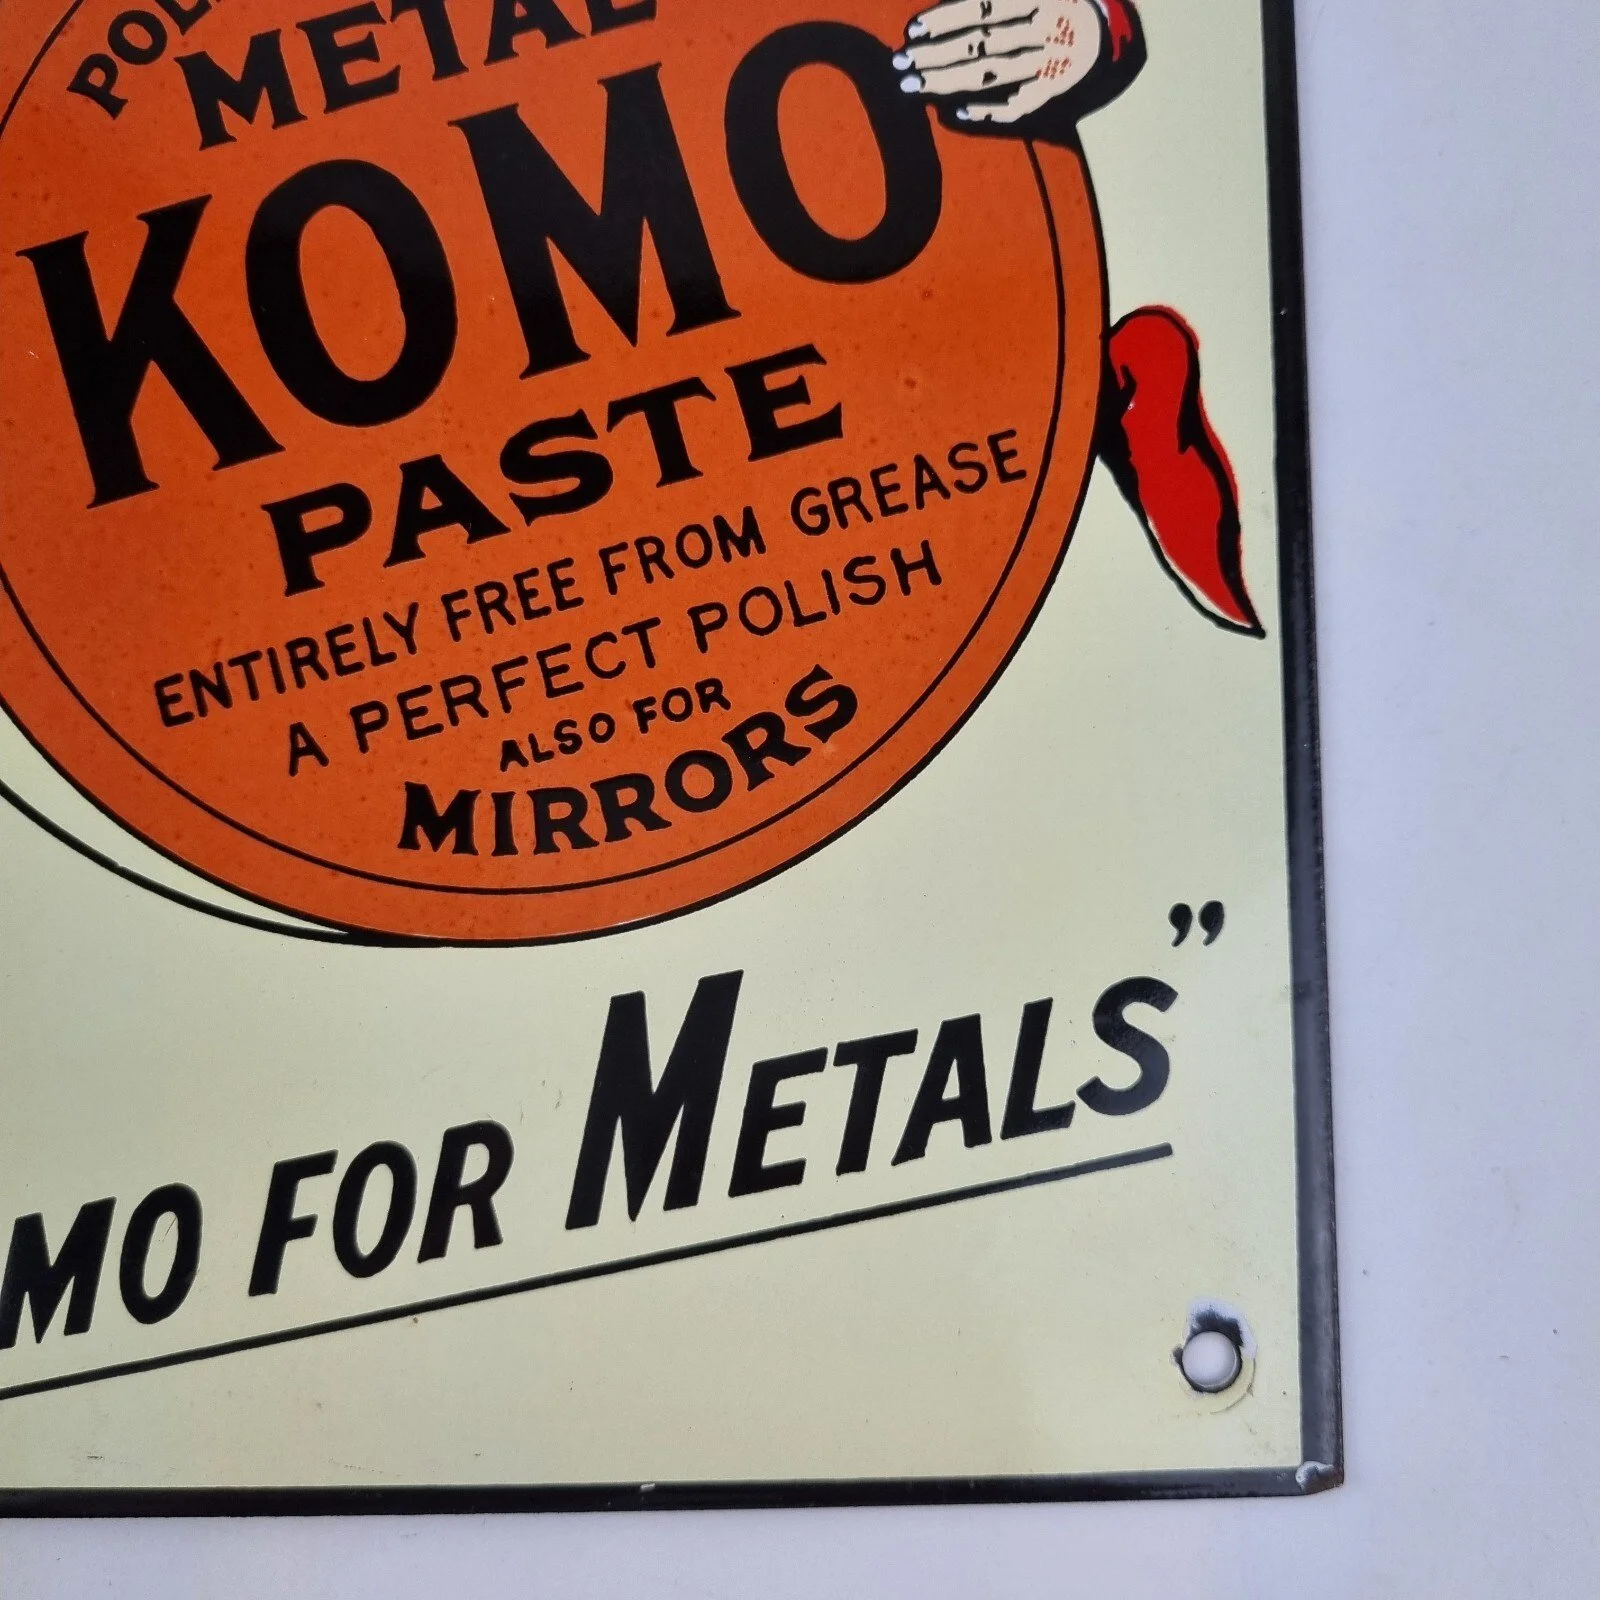 METAL
KOMO
PASTE
ENTIRELY FREE FROM GREASE
A PERFECT POLISH
ALSO FOR
MIRRORS
MO FOR METALS”